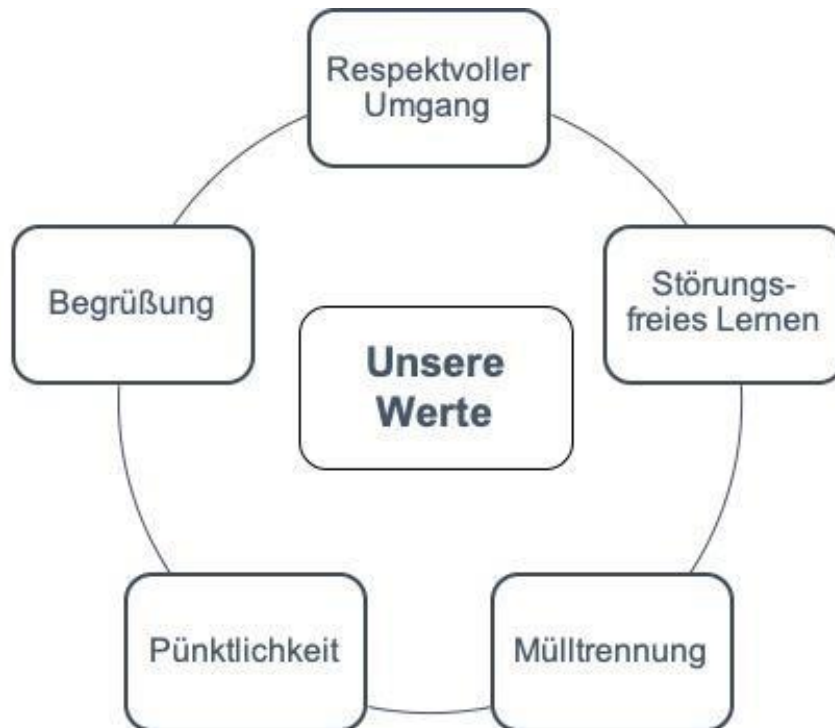 Respektvoller
Umgang
Störungs-
freies Lernen
Begrüßung
Unsere
Werte
Pünktlichkeit
Mülltrennung